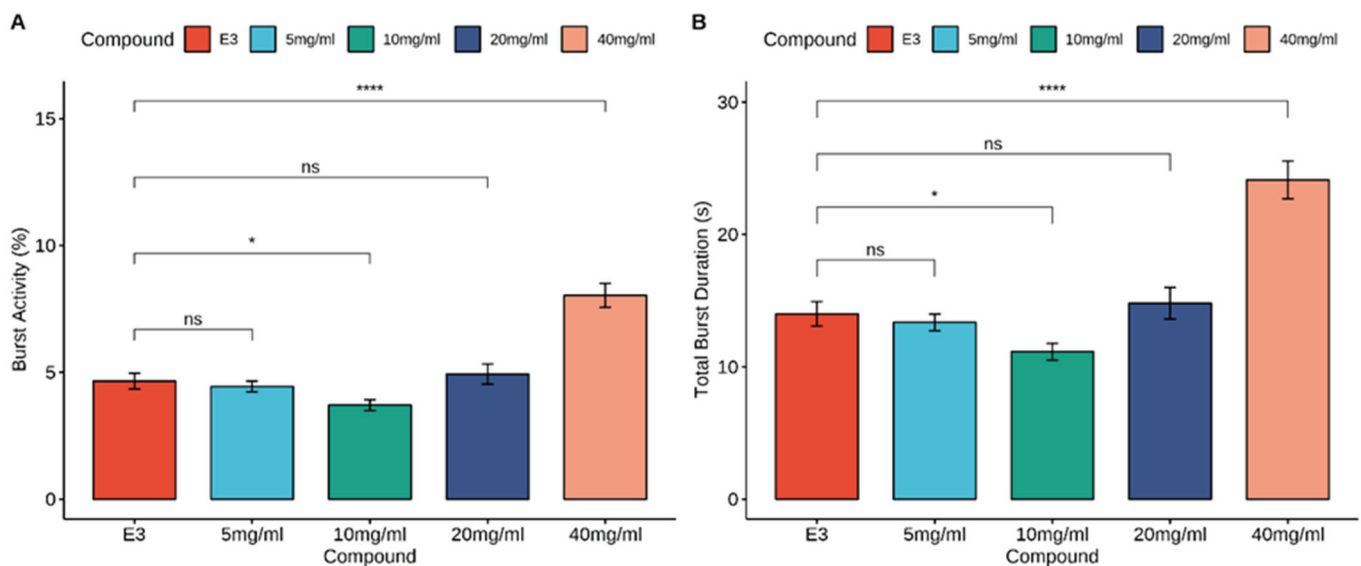 A
Compound E3 5mg/ml 10mg/ml 20mg/ml 40mg/ml
****
15
ns
10
*
ns
5
0
Burst Activity (%)
E3 5mg/ml 10mg/ml 20mg/ml 40mg/ml
Compound
B
Compound E3 5mg/ml 10mg/ml 20mg/ml 40mg/ml
****
30
ns
*
20
ns
10
0
Total Burst Duration (s)
E3 5mg/ml 10mg/ml 20mg/ml 40mg/ml
Compound